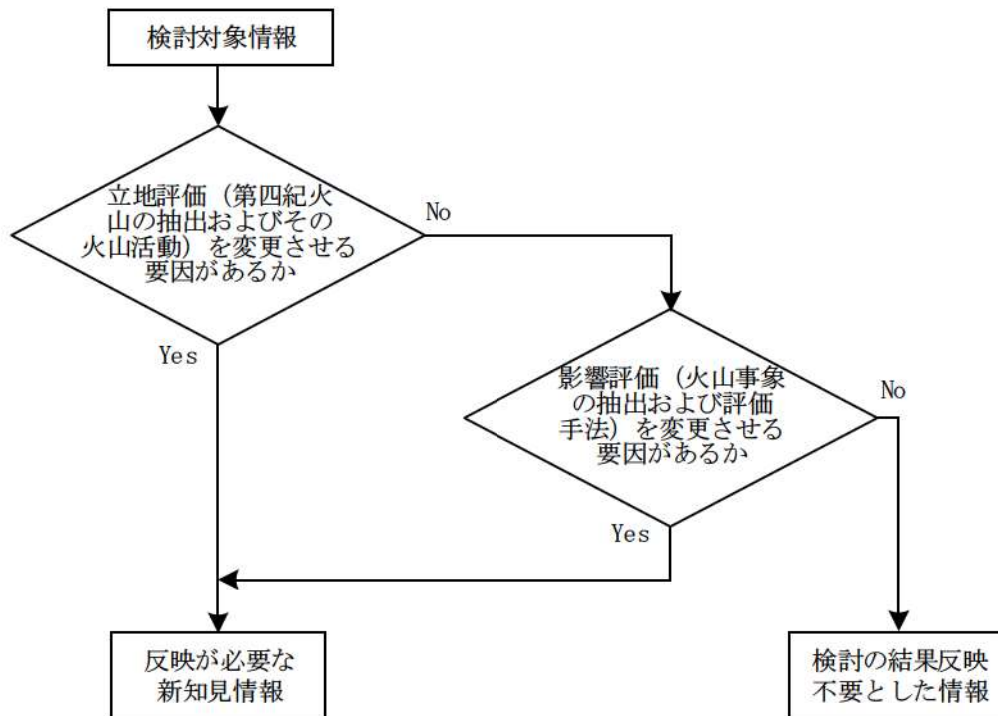 検討対象情報
立地評価（第四紀火
山の抽出およびその
火山活動）を変更させる
要因があるか
No
Yes
影響評価（火山事象
の抽出および評価
手法）を変更させる
要因があるか
No
Yes
反映が必要な
新知見情報
検討の結果反映
不要とした情報